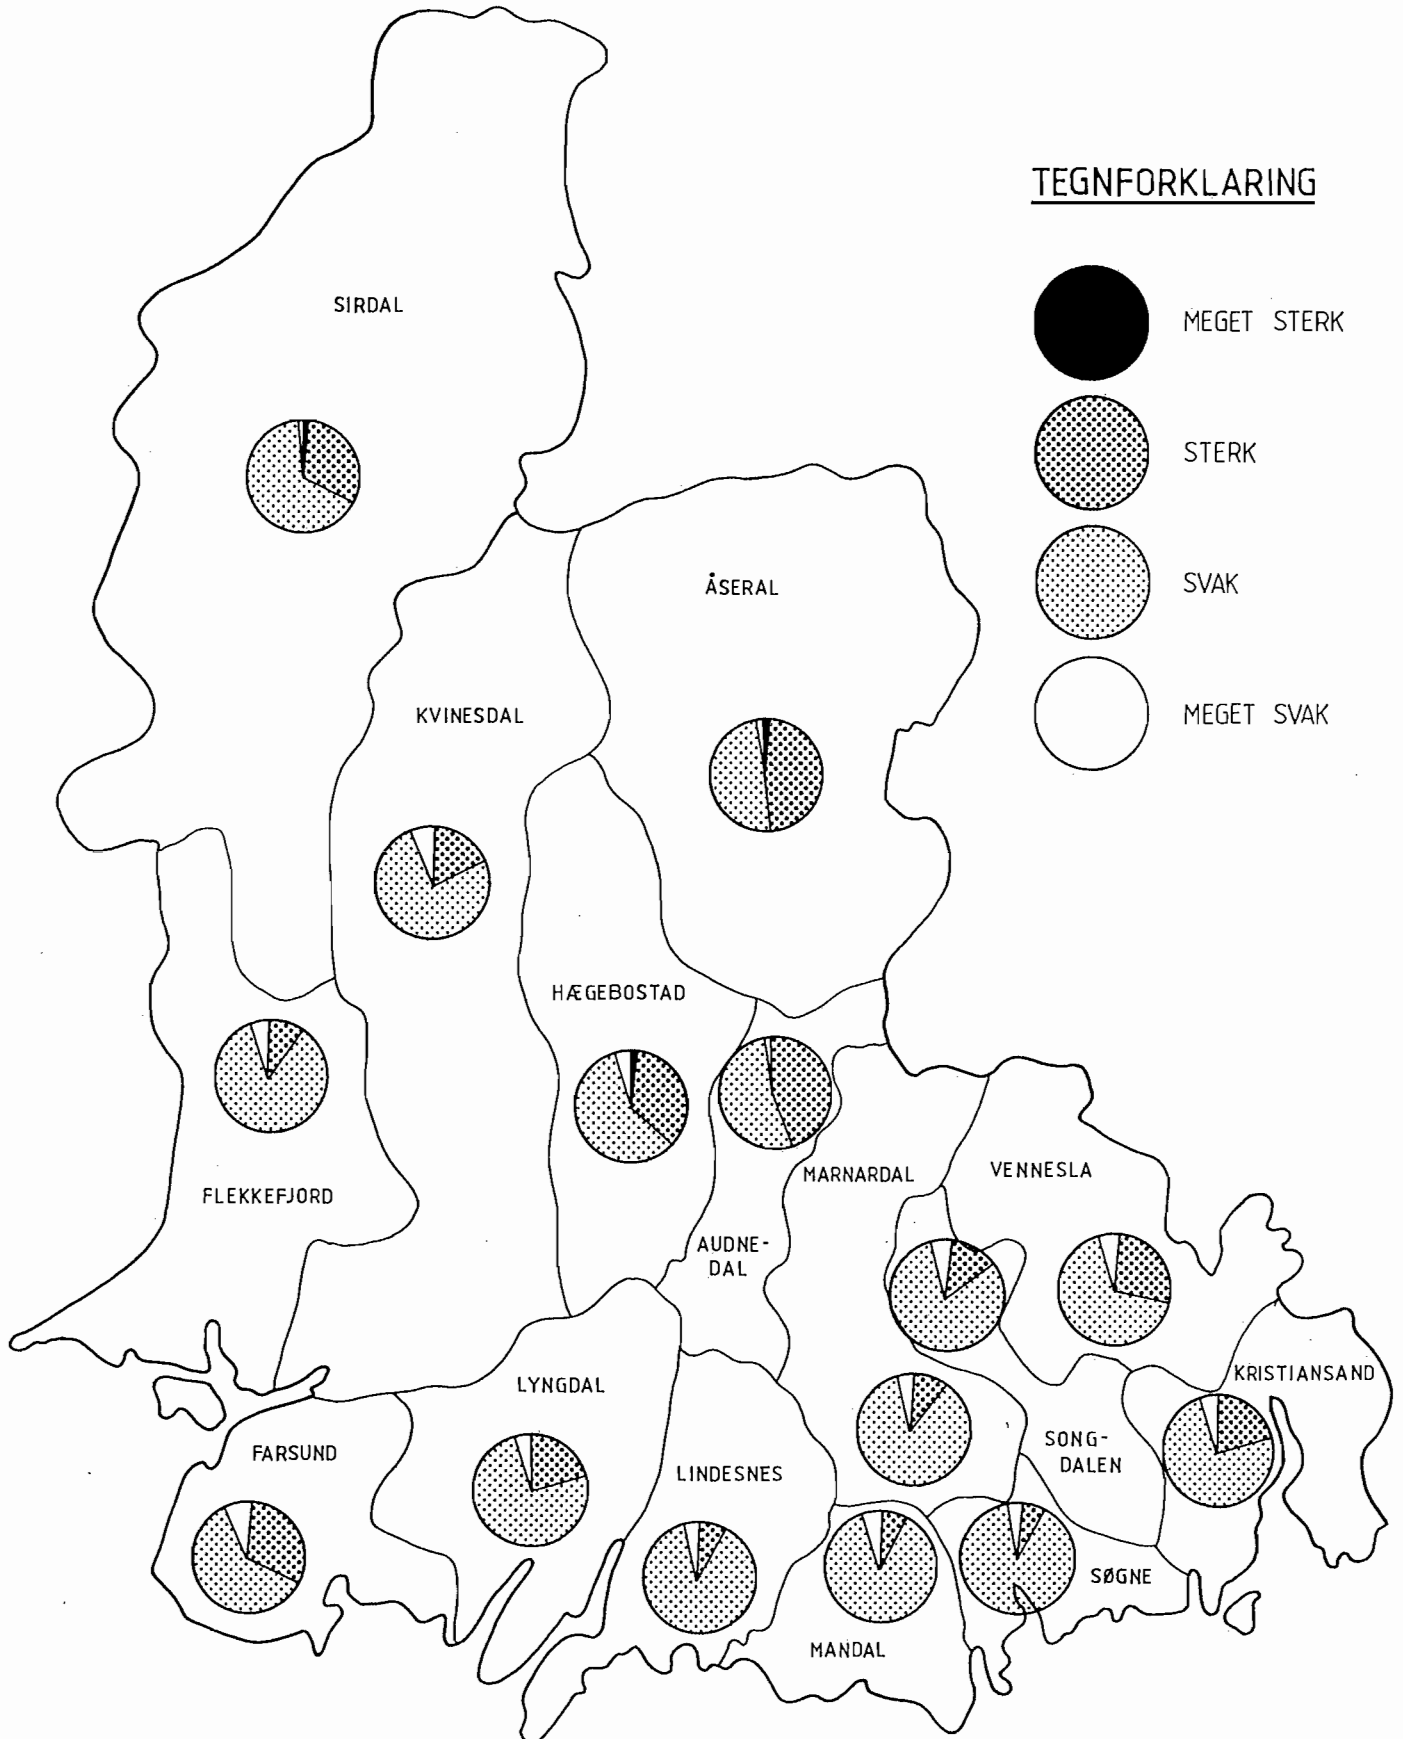 TEGNFORKLARING
MEGET STERK
STERK
SVAK
MEGET SVAK
SIRDAL
ÅSERAL
KVINESDAL
HÆGEBOSTAD
FLEKKEFJORD
AUDNE-
DAL
MARNARDAL
VENNESLA
KRISTIANSAND
LYNGDAL
FARSUND
LINDESNES
SONG-
DALEN
SØGNE
MANDAL